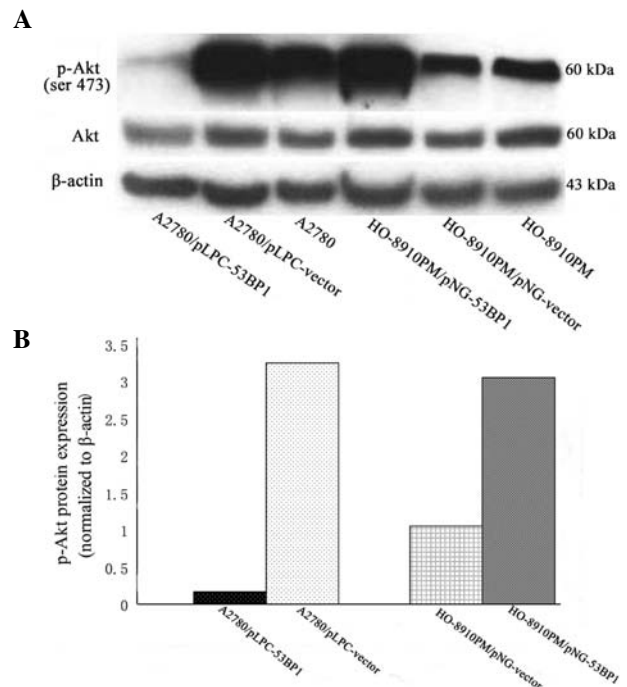 A
p-Akt
(ser 473)
60 kDa
Akt
60 kDa
β-actin
43 kDa
A2780/pLPC-53BP1
A2780/pLPC-vector
A2780
HO-8910PM/pNG-53BP1
HO-8910PM/pNG-vector
HO-8910PM
B
p-Akt protein expression
(normalized to β-actin)
3.5
3
2.5
2
1.5
1
0.5
0
A2780/pLPC-53BP1
A2780/pLPC-vector
HO-8910PM/pNG-vector
HO-8910PM/pNG-53BP1